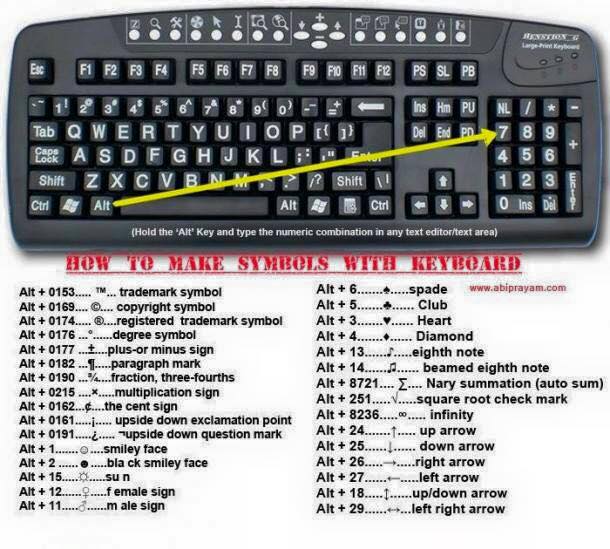 HENSTION G
Large-Print Keyboard
Esc F1 F2 F3 F4 F5 F6 F7 F8 F9 F10 F11 F12 PS SL PB
~ ` 1! 2@ 3# 4$ 5% 6^ 7& 8* 9( 0) - + = Ins Hm PU NL / * -
Tab Q W E R T Y U I O P [{ ]} Del End PD 7 8 9 +
Caps Lock A S D F G H J K L ; : ' " Enter 4 5 6
Shift Z X C V B N M , < . > /? Shift \ | 1 2 3 Enter
Ctrl Alt Alt Ctrl 0 Ins Del
(Hold the 'Alt' Key and type the numeric combination in any text editor/text area)
HOW TO MAKE SYMBOLS WITH KEYBOARD
www.abiprayam.com
Alt + 0153..... ™... trademark symbol
Alt + 0169.... ©.... copyright symbol
Alt + 0174..... ®....registered trademark symbol
Alt + 0176 ...°......degree symbol
Alt + 0177 ...±....plus-or minus sign
Alt + 0182 ...¶.....paragraph mark
Alt + 0190 ...¾....fraction, three-fourths
Alt + 0215 ....×.....multiplication sign
Alt + 0162...¢....the cent sign
Alt + 0161.....¡..... upside down exclamation point
Alt + 0191.....¿..... ¬upside down question mark
Alt + 1.......☺....smiley face
Alt + 2 ......☻.....bla ck smiley face
Alt + 15.....☼.....su n
Alt + 12......♀.....f emale sign
Alt + 11.....♂......m ale sign
Alt + 6.......♠.....spade
Alt + 5.......♣...... Club
Alt + 3.......♥...... Heart
Alt + 4.......♦...... Diamond
Alt + 13......♪.....eighth note
Alt + 14......♫...... beamed eighth note
Alt + 8721.... ∑.... Nary summation (auto sum)
Alt + 251.....√.....square root check mark
Alt + 8236.....∞..... infinity
Alt + 24.......↑..... up arrow
Alt + 25......↓...... down arrow
Alt + 26.....→.....right arrow
Alt + 27......←.....left arrow
Alt + 18.....↕......up/down arrow
Alt + 29......↔...left right arrow